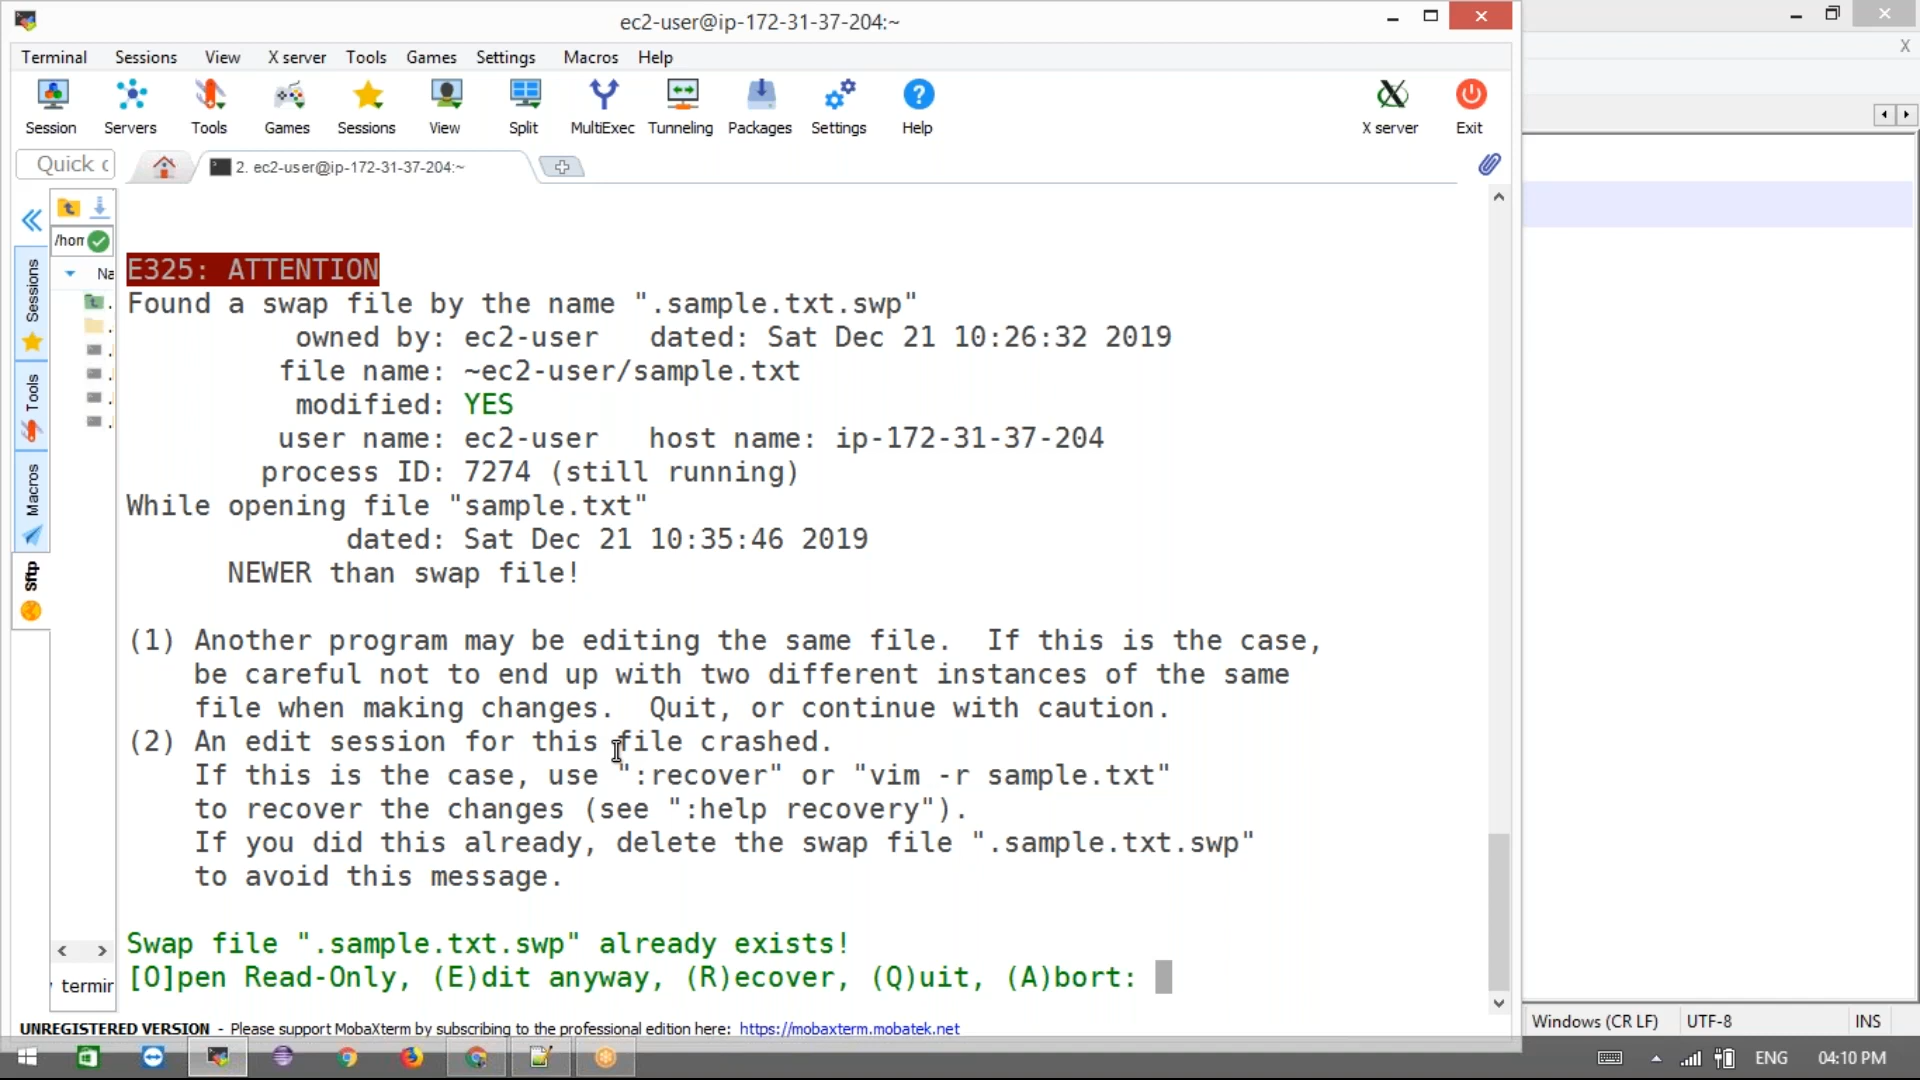 ec2-user@ip-172-31-37-204:~
Terminal Sessions View X server Tools Games Settings Macros Help
Session Servers Tools Games Sessions View Split MultiExec Tunneling Packages Settings Help X server Exit
Quick c
2. ec2-user@ip-172-31-37-204:~
X
/hom
Na
Sessions
Tools
Macros
Sftp
E325: ATTENTION
Found a swap file by the name ".sample.txt.swp"
owned by: ec2-user dated: Sat Dec 21 10:26:32 2019
file name: ~ec2-user/sample.txt
modified: YES
user name: ec2-user host name: ip-172-31-37-204
process ID: 7274 (still running)
While opening file "sample.txt"
dated: Sat Dec 21 10:35:46 2019
NEWER than swap file!
(1) Another program may be editing the same file. If this is the case,
be careful not to end up with two different instances of the same
file when making changes. Quit, or continue with caution.
(2) An edit session for this file crashed.
If this is the case, use ":recover" or "vim -r sample.txt"
to recover the changes (see ":help recovery").
If you did this already, delete the swap file ".sample.txt.swp"
to avoid this message.
Swap file ".sample.txt.swp" already exists!
[O]pen Read-Only, (E)dit anyway, (R)ecover, (Q)uit, (A)bort:
termin
UNREGISTERED VERSION - Please support MobaXterm by subscribing to the professional edition here: https://mobaxterm.mobatek.net
Windows (CR LF) UTF-8 INS
ENG 04:10 PM